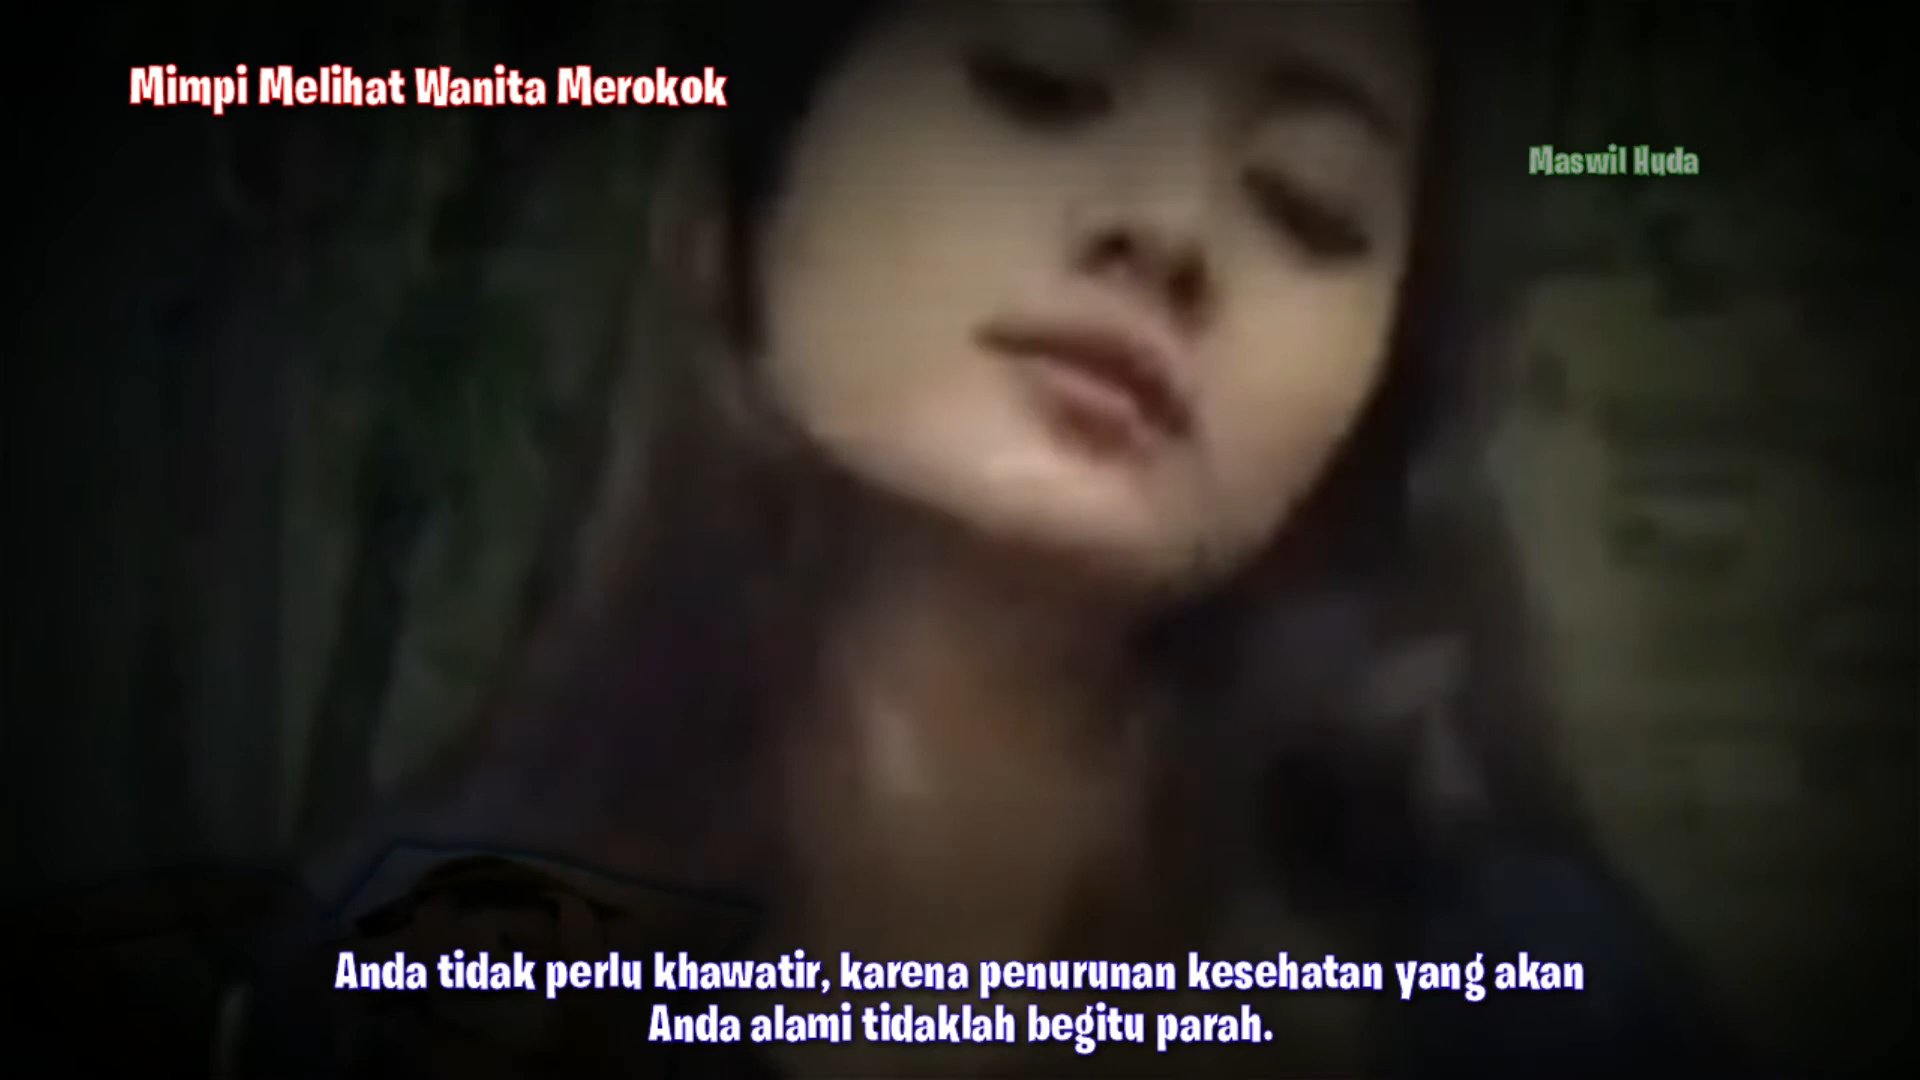 Mimpi Melihat Wanita Merokok
Maswil Huda
Anda tidak perlu khawatir, karena penurunan kesehatan yang akan
Anda alami tidaklah begitu parah.